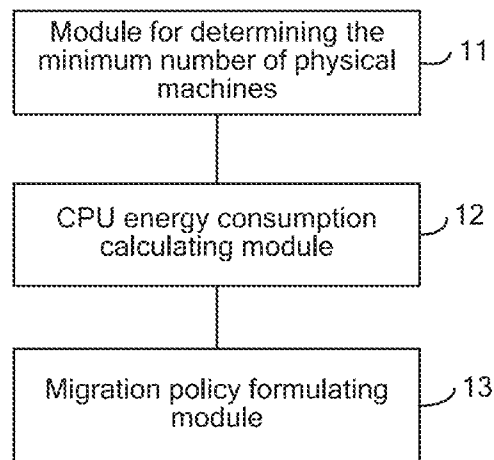 Module for determining the
minimum number of physical
machines
11
CPU energy consumption
calculating module
12
Migration policy formulating
module
13